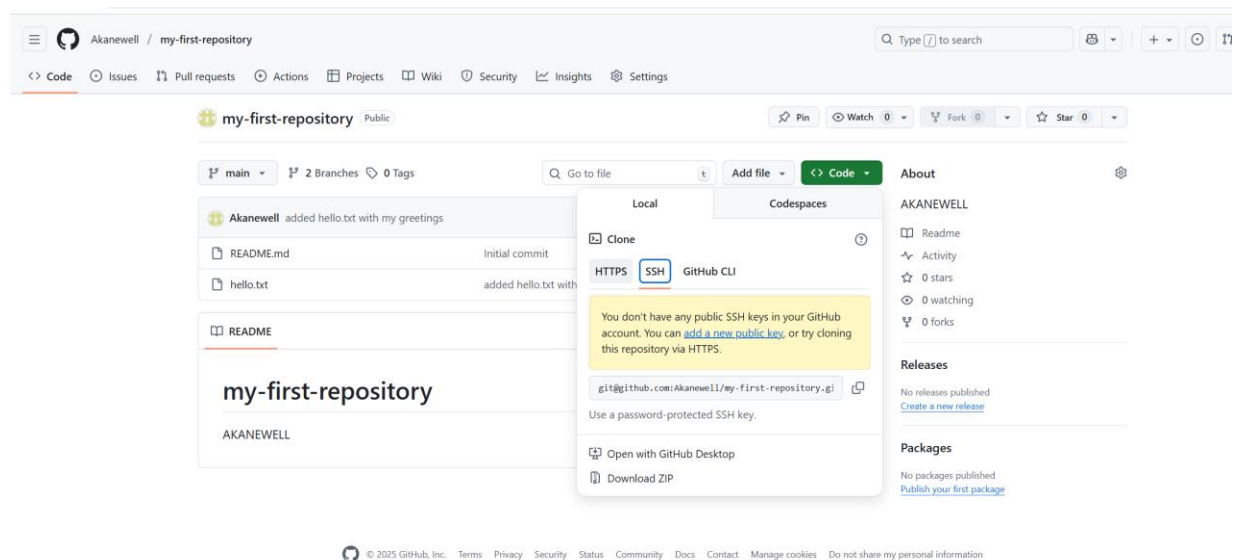 Akanewell / my-first-repository
Type / to search
<> Code Issues Pull requests Actions Projects Wiki Security Insights Settings
my-first-repository Public
Pin Watch 0 Fork 0 Star 0
main 2 Branches 0 Tags
Go to file t Add file <> Code
Akanewell added hello.txt with my greetings
README.md Initial commit
hello.txt added hello.txt with
README
my-first-repository
AKANEWELL
Local Codespaces
Clone
HTTPS SSH GitHub CLI
You don't have any public SSH keys in your GitHub
account. You can add a new public key, or try cloning
this repository via HTTPS.
git@github.com:Akanewell/my-first-repository.gi
Use a password-protected SSH key.
Open with GitHub Desktop
Download ZIP
About
AKANEWELL
Readme
Activity
0 stars
0 watching
0 forks
Releases
No releases published
Create a new release
Packages
No packages published
Publish your first package
© 2025 GitHub, Inc. Terms Privacy Security Status Community Docs Contact Manage cookies Do not share my personal information